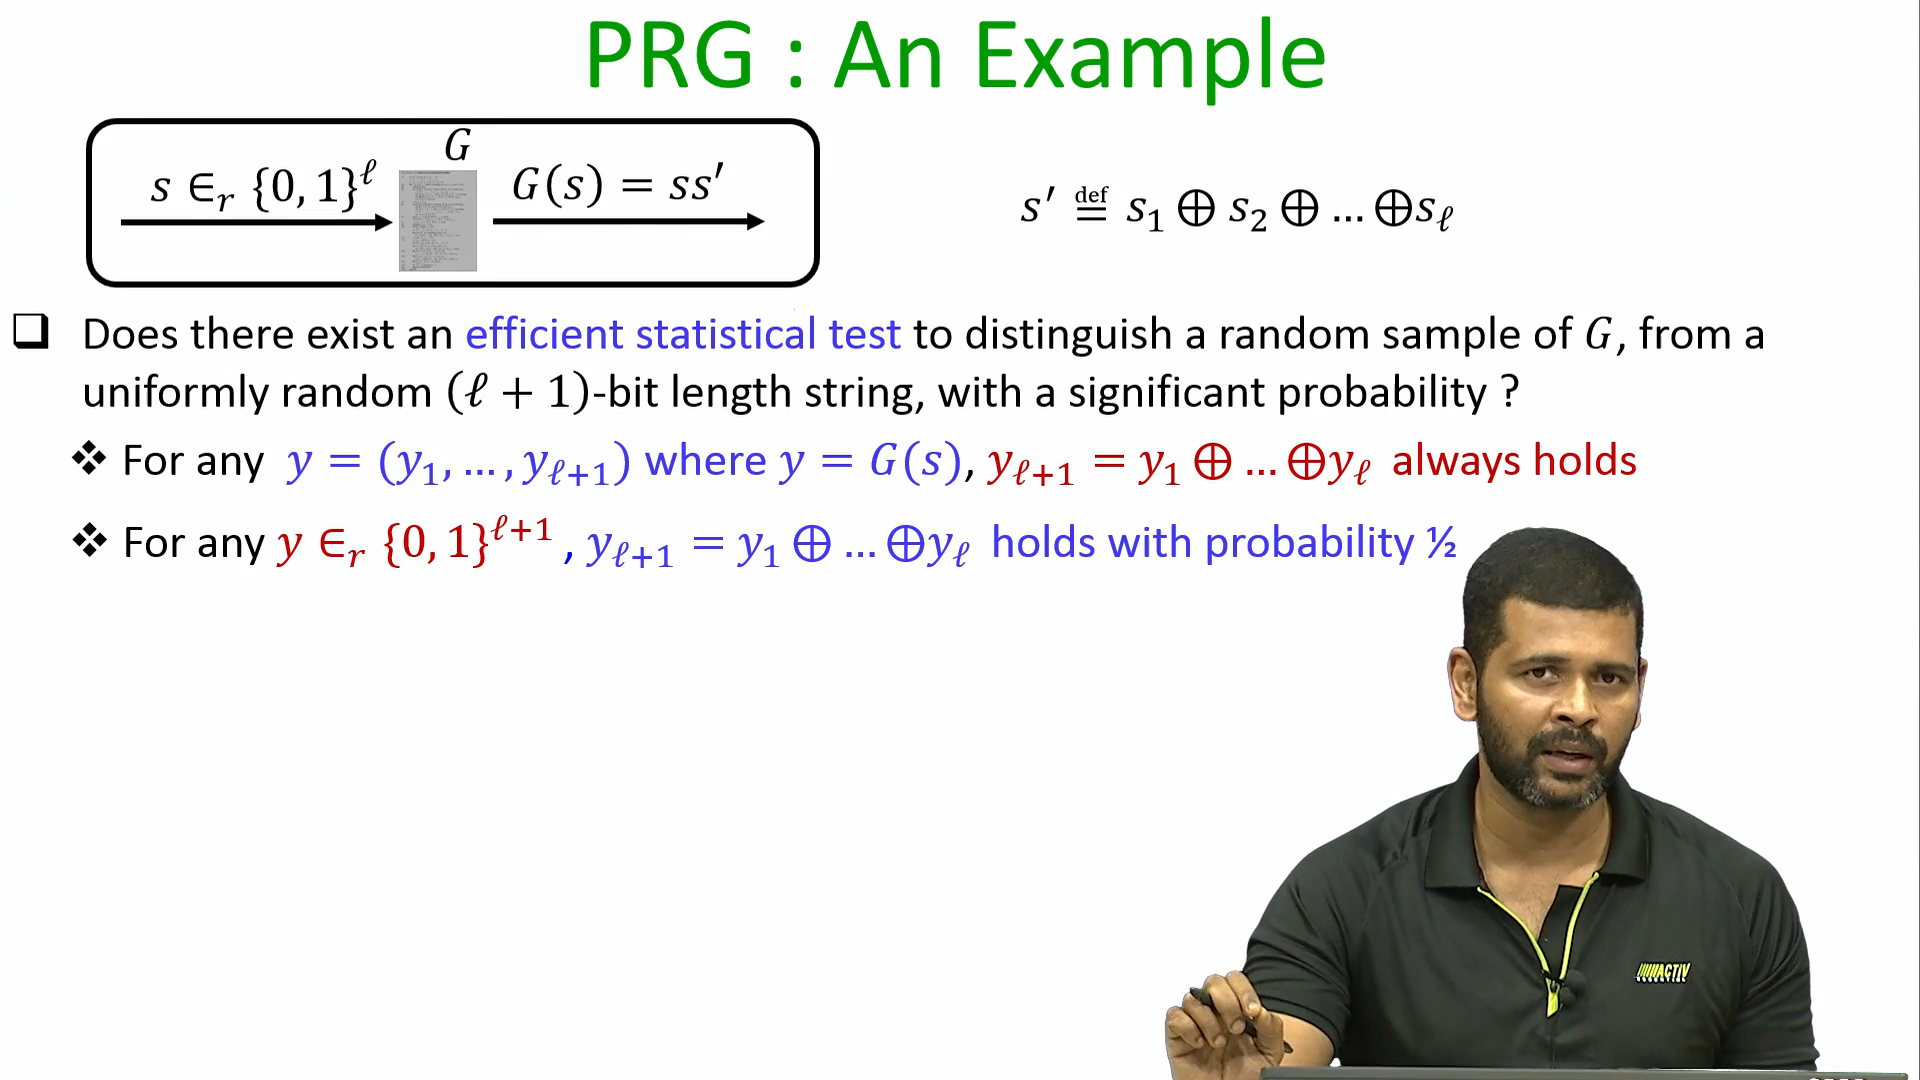 PRG : An Example
G
s ∈ᵣ {0, 1}^ℓ
G(s) = ss′
s′ ≝ s₁ ⊕ s₂ ⊕ … ⊕s_ℓ
Does there exist an efficient statistical test to distinguish a random sample of G, from a
uniformly random (ℓ + 1)-bit length string, with a significant probability ?
❖ For any y = (y₁, … , y_{ℓ+1}) where y = G(s), y_{ℓ+1} = y₁ ⊕ … ⊕y_ℓ always holds
❖ For any y ∈ᵣ {0, 1}^{ℓ+1} , y_{ℓ+1} = y₁ ⊕ … ⊕y_ℓ holds with probability ½
ACTIV
ESSENTIAL